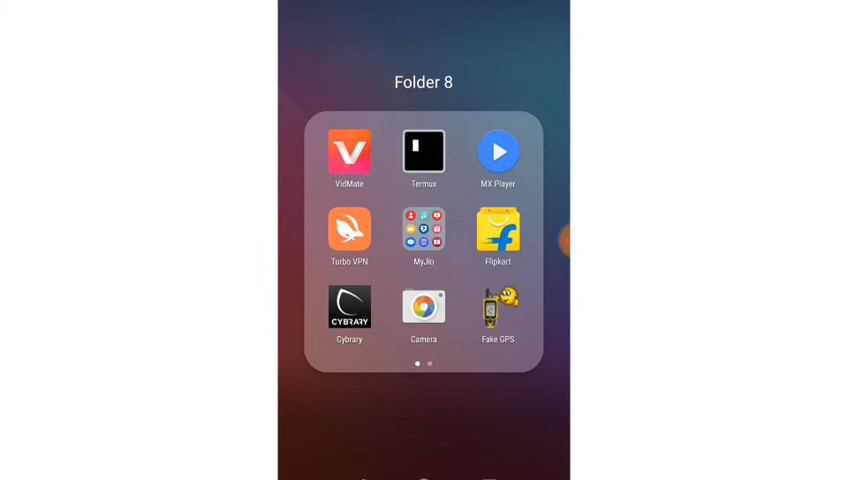 Folder 8
VidMate
Termux
MX Player
Turbo VPN
MyJio
Flipkart
CYBRARY
Cybrary
Camera
Fake GPS